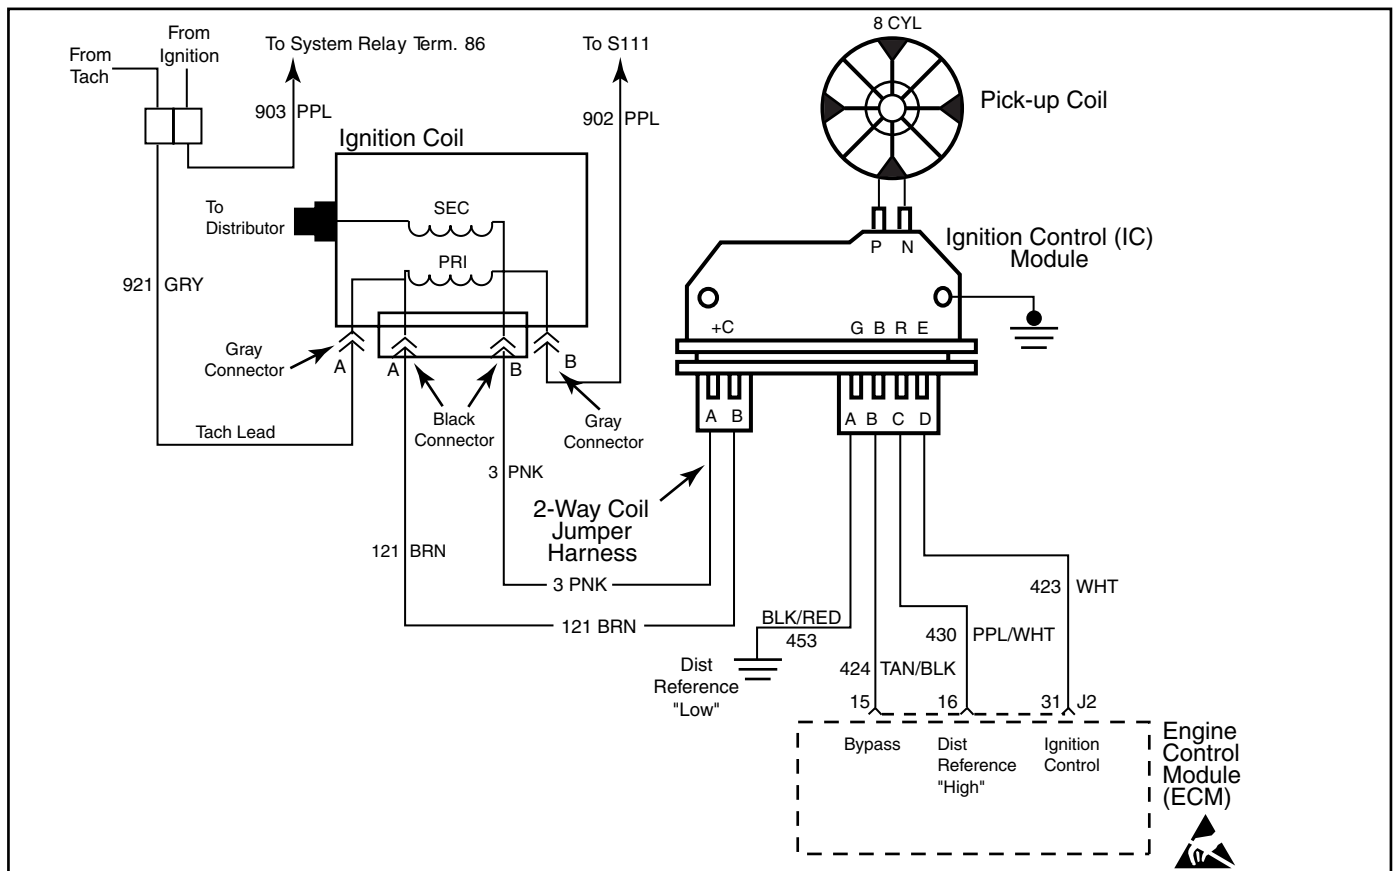 8 CYL
From
Ignition
From
Tach
To System Relay Term. 86
To S111
903 PPL
902 PPL
Pick-up Coil
Ignition Coil
To
Distributor
SEC
PRI
P N
Ignition Control (IC)
Module
921 GRY
+C
G B R E
Gray
Connector
A
A
B
B
Black
Connector
Gray
Connector
A B
A B C D
Tach Lead
3 PNK
2-Way Coil
Jumper
Harness
121 BRN
3 PNK
121 BRN
423 WHT
BLK/RED
453
430 PPL/WHT
424 TAN/BLK
Dist
Reference
"Low"
15
16
31 J2
Bypass
Dist
Reference
"High"
Ignition
Control
Engine
Control
Module
(ECM)